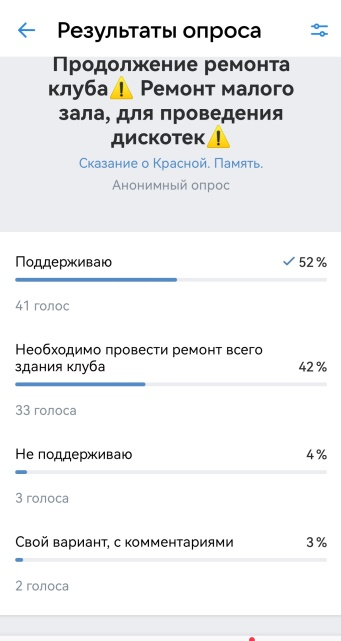 Результаты опроса
Продолжение ремонта
клуба⚠️ Ремонт малого
зала, для проведения
дискотек⚠️
Сказание о Красной. Память.
Анонимный опрос
Поддерживаю 52 %
41 голос
Необходимо провести ремонт всего
здания клуба 42 %
33 голоса
Не поддерживаю 4 %
3 голоса
Свой вариант, с комментариями 3 %
2 голоса